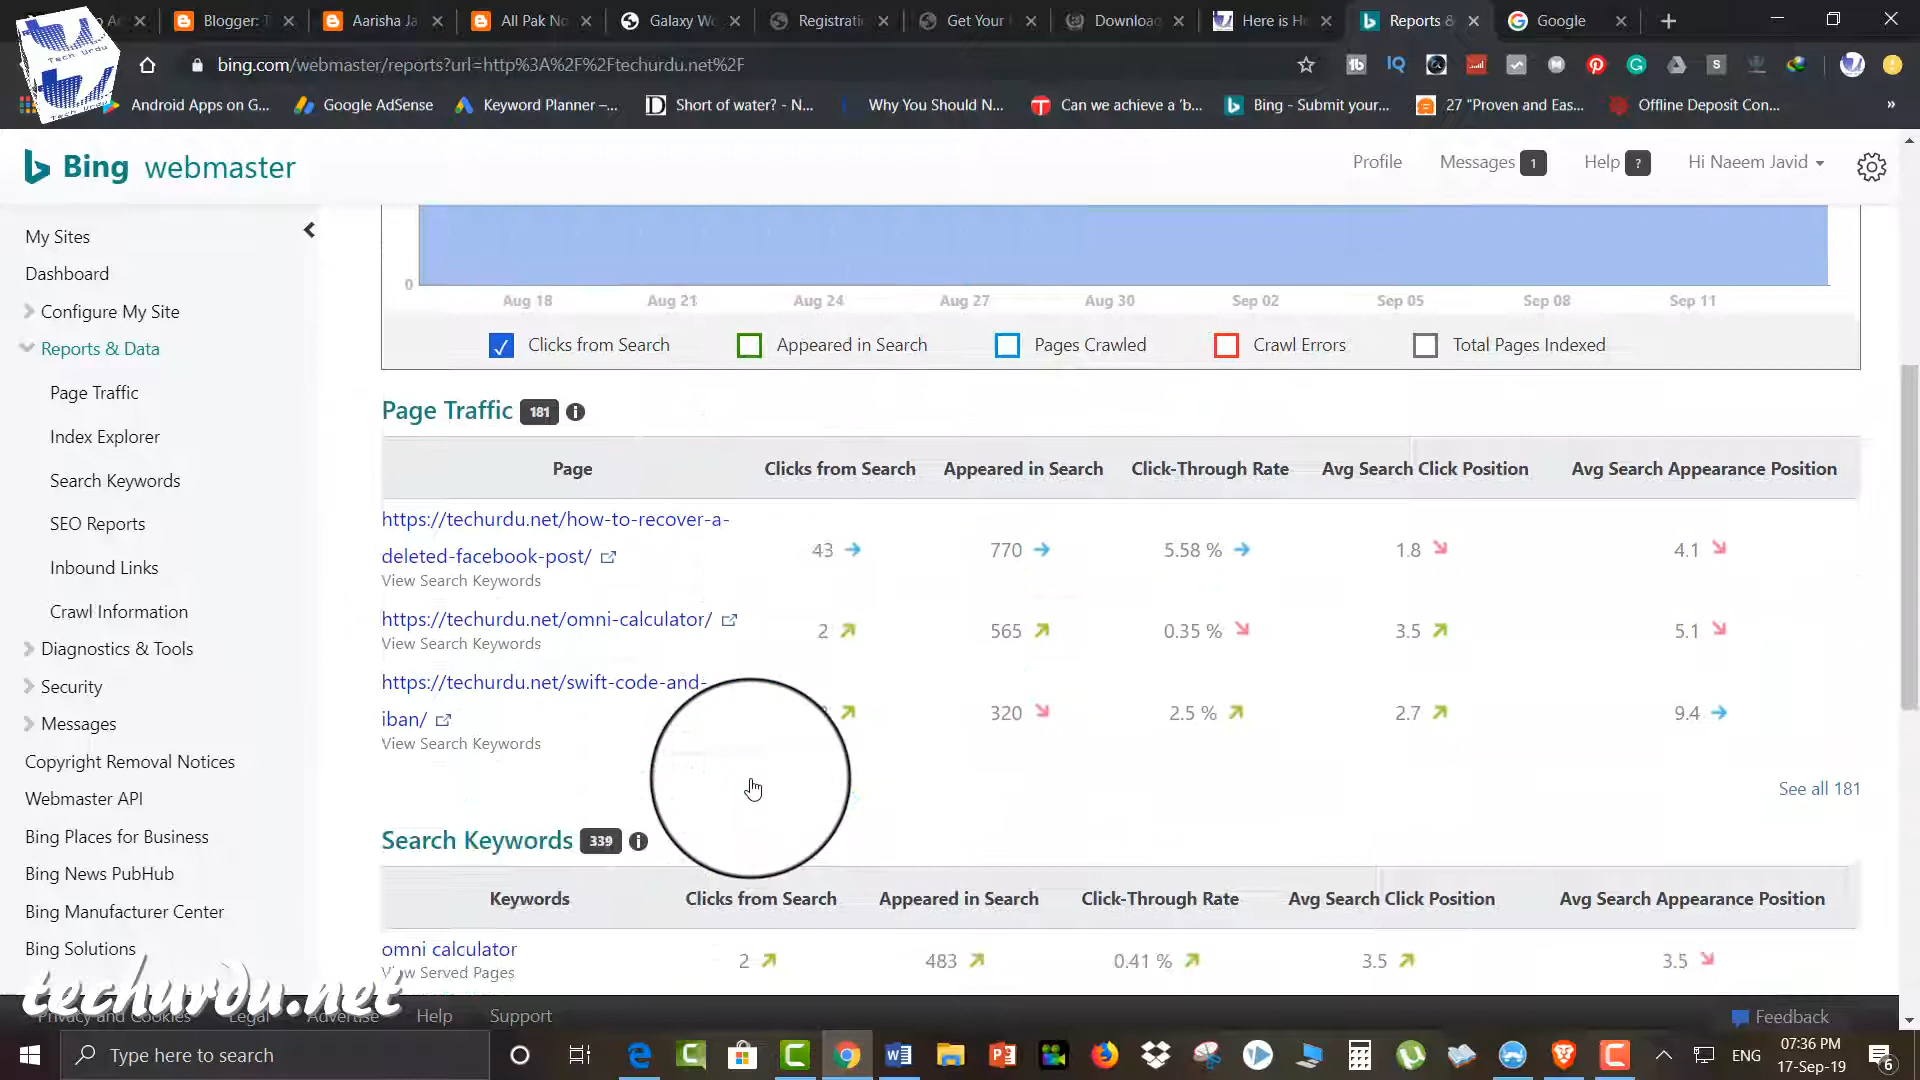 Blogger: T
Aarisha Ja
All Pak No
Galaxy Wo
Registrati
Get Your
Download
Here is H
Reports &
Google
Tech Urdu
bing.com/webmaster/reports?url=http%3A%2F%2Ftechurdu.net%2F
Android Apps on G...
Google AdSense
Keyword Planner –...
Short of water? - N...
Why You Should N...
Can we achieve a 'b...
Bing - Submit your...
27 "Proven and Eas...
Offline Deposit Con...
»
Bing webmaster
Profile
Messages 1
Help ?
Hi Naeem Javid
My Sites
Dashboard
Configure My Site
Reports & Data
Page Traffic
Index Explorer
Search Keywords
SEO Reports
Inbound Links
Crawl Information
Diagnostics & Tools
Security
Messages
Copyright Removal Notices
Webmaster API
Bing Places for Business
Bing News PubHub
Bing Manufacturer Center
Bing Solutions
0
Aug 18 Aug 21 Aug 24 Aug 27 Aug 30 Sep 02 Sep 05 Sep 08 Sep 11
Clicks from Search Appeared in Search Pages Crawled Crawl Errors Total Pages Indexed
Page Traffic 181
Page Clicks from Search Appeared in Search Click-Through Rate Avg Search Click Position Avg Search Appearance Position
https://techurdu.net/how-to-recover-a-
deleted-facebook-post/ 43 770 5.58 % 1.8 4.1
View Search Keywords
https://techurdu.net/omni-calculator/ 2 565 0.35 % 3.5 5.1
View Search Keywords
https://techurdu.net/swift-code-and-
iban/ 320 2.5 % 2.7 9.4
View Search Keywords
See all 181
Search Keywords 339
Keywords Clicks from Search Appeared in Search Click-Through Rate Avg Search Click Position Avg Search Appearance Position
omni calculator 2 483 0.41 % 3.5 3.5
View Served Pages
techurdu.net
Privacy and Cookies Legal Advertise Help Support
Feedback
Type here to search
ENG
07:36 PM
17-Sep-19
6